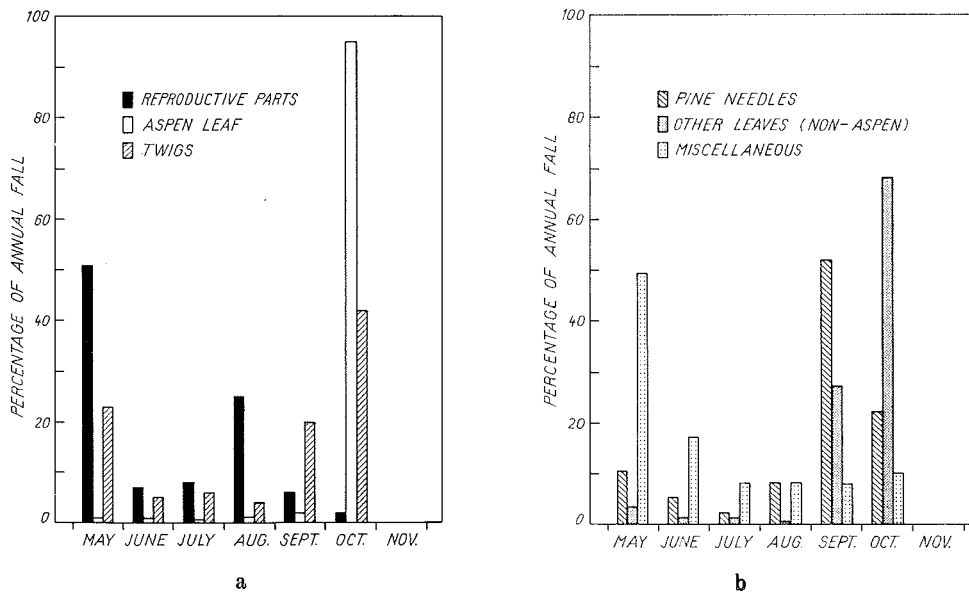 100
80
60
40
20
0
PERCENTAGE OF ANNUAL FALL
REPRODUCTIVE PARTS
ASPEN LEAF
TWIGS
MAY JUNE JULY AUG. SEPT. OCT. NOV.
a
100
80
60
40
20
0
PERCENTAGE OF ANNUAL FALL
PINE NEEDLES
OTHER LEAVES (NON-ASPEN)
MISCELLANEOUS
MAY JUNE JULY AUG. SEPT. OCT. NOV.
b